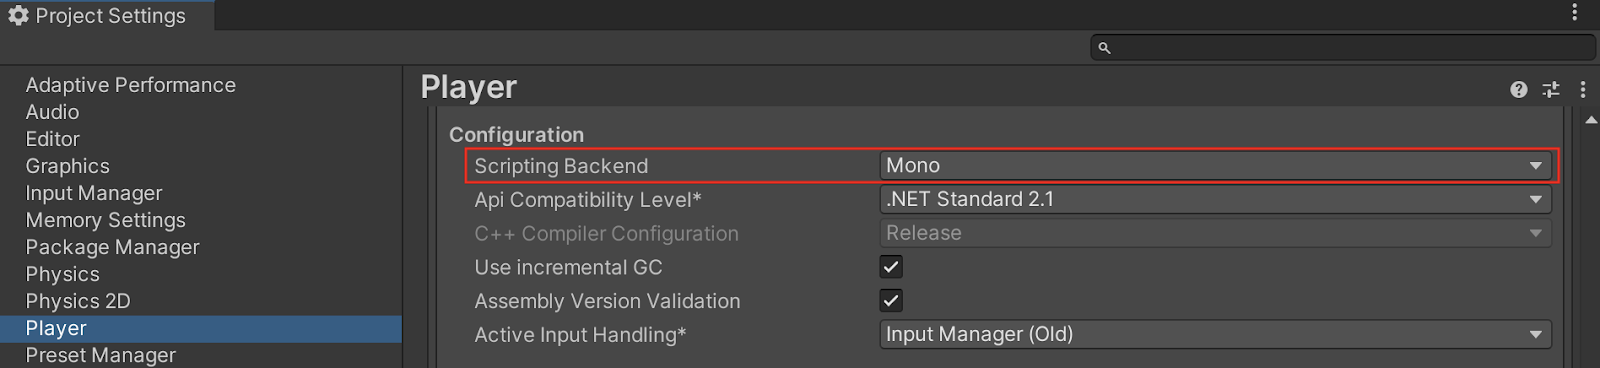 Project Settings
Adaptive Performance
Audio
Editor
Graphics
Input Manager
Memory Settings
Package Manager
Physics
Physics 2D
Player
Preset Manager
Player
Configuration
Scripting Backend Mono
Api Compatibility Level* .NET Standard 2.1
C++ Compiler Configuration Release
Use incremental GC
Assembly Version Validation
Active Input Handling* Input Manager (Old)